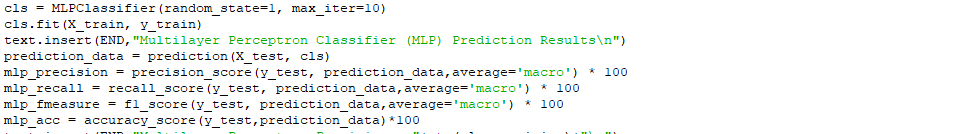 cls = MLPClassifier(random_state=1, max_iter=10)
cls.fit(X_train, y_train)
text.insert(END,"Multilayer Perceptron Classifier (MLP) Prediction Results\n")
prediction_data = prediction(X_test, cls)
mlp_precision = precision_score(y_test, prediction_data,average='macro') * 100
mlp_recall = recall_score(y_test, prediction_data,average='macro') * 100
mlp_fmeasure = f1_score(y_test, prediction_data,average='macro') * 100
mlp_acc = accuracy_score(y_test,prediction_data)*100